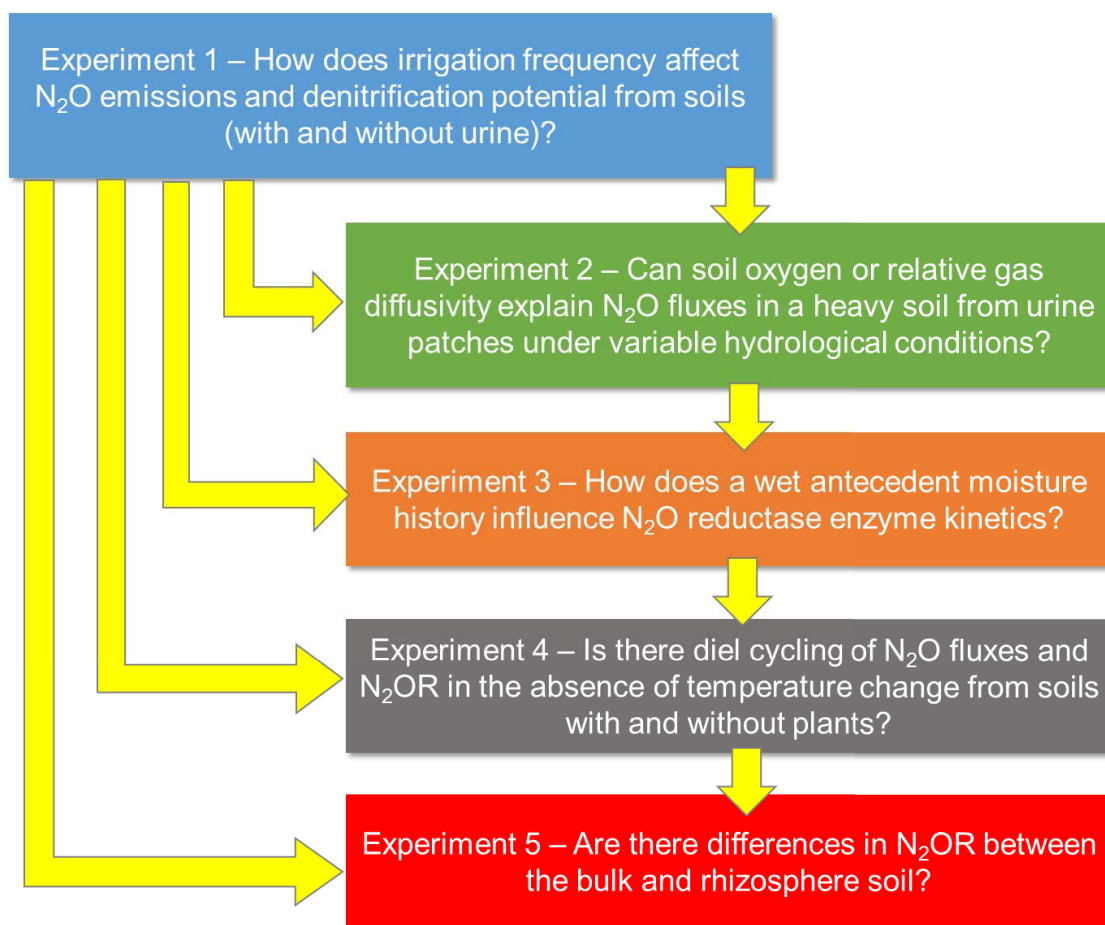 Experiment 1 – How does irrigation frequency affect
N₂O emissions and denitrification potential from soils
(with and without urine)?
Experiment 2 – Can soil oxygen or relative gas
diffusivity explain N₂O fluxes in a heavy soil from urine
patches under variable hydrological conditions?
Experiment 3 – How does a wet antecedent moisture
history influence N₂O reductase enzyme kinetics?
Experiment 4 – Is there diel cycling of N₂O fluxes and
N₂OR in the absence of temperature change from soils
with and without plants?
Experiment 5 – Are there differences in N₂OR between
the bulk and rhizosphere soil?